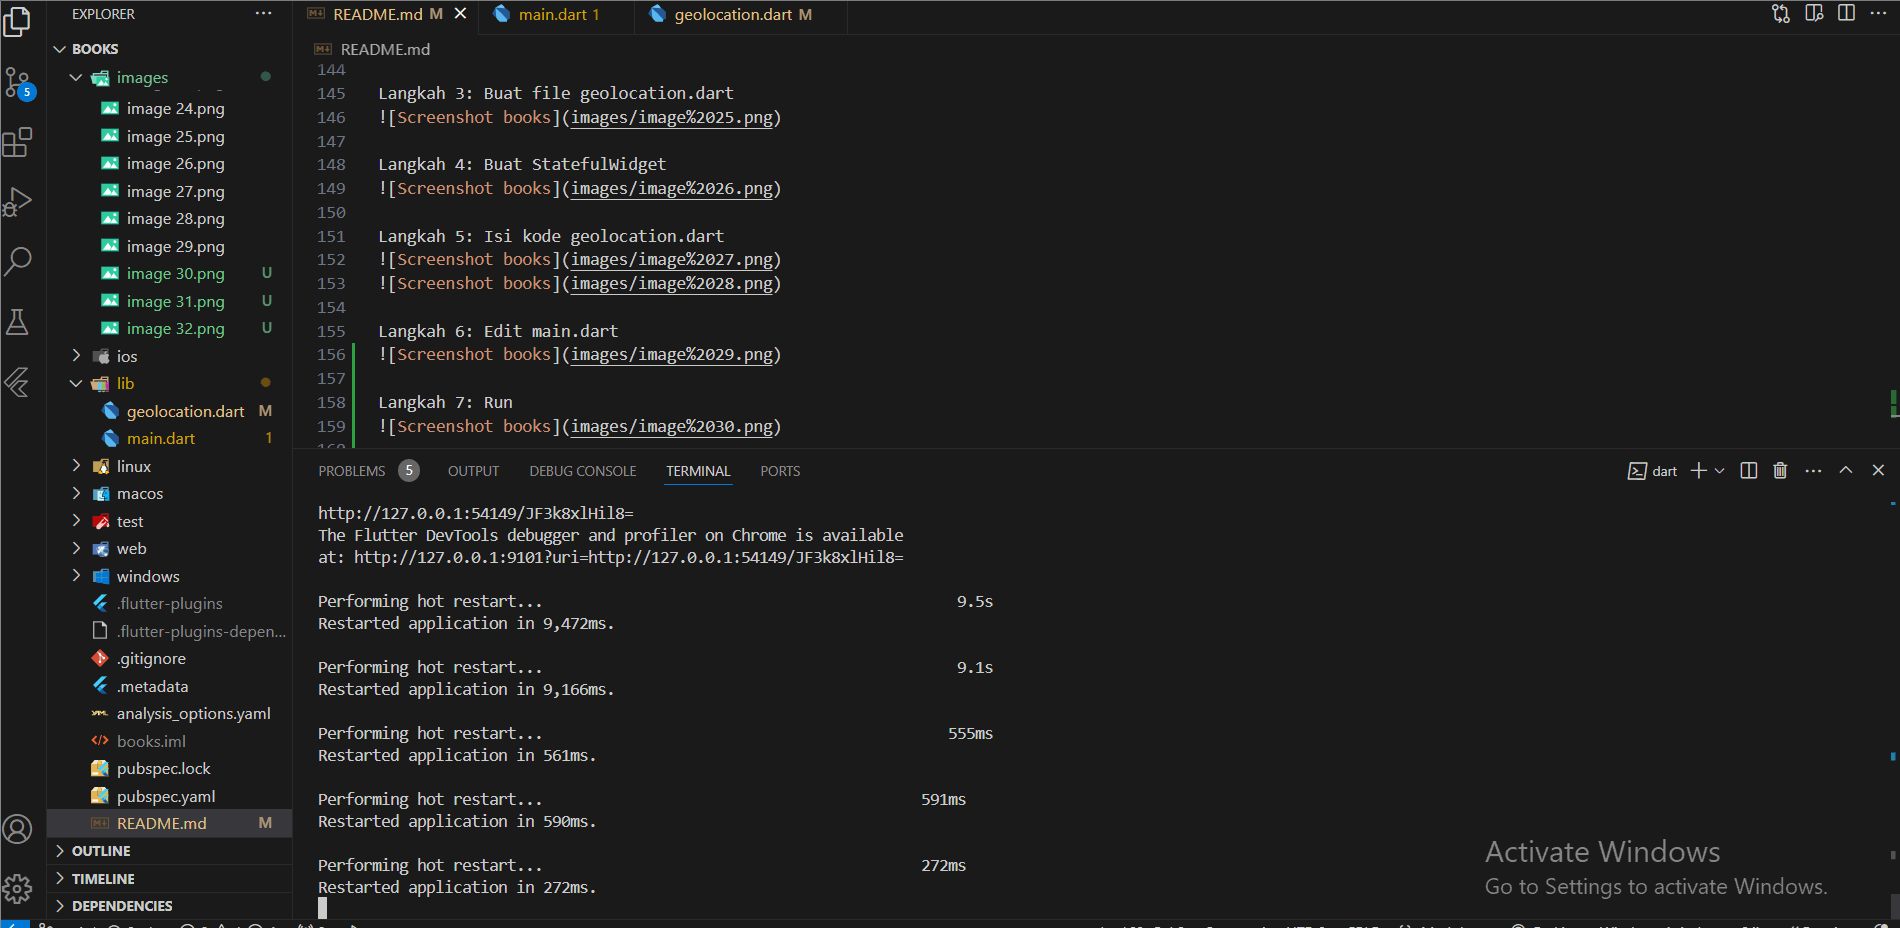 EXPLORER
BOOKS
images
image 24.png
image 25.png
image 26.png
image 27.png
image 28.png
image 29.png
image 30.png U
image 31.png U
image 32.png U
ios
lib
geolocation.dart M
main.dart 1
linux
macos
test
web
windows
.flutter-plugins
.flutter-plugins-depen...
.gitignore
.metadata
analysis_options.yaml
books.iml
pubspec.lock
pubspec.yaml
README.md M
OUTLINE
TIMELINE
DEPENDENCIES
5
README.md M
main.dart 1
geolocation.dart M
README.md
144
145 Langkah 3: Buat file geolocation.dart
146 ![Screenshot books](images/image%2025.png)
147
148 Langkah 4: Buat StatefulWidget
149 ![Screenshot books](images/image%2026.png)
150
151 Langkah 5: Isi kode geolocation.dart
152 ![Screenshot books](images/image%2027.png)
153 ![Screenshot books](images/image%2028.png)
154
155 Langkah 6: Edit main.dart
156 ![Screenshot books](images/image%2029.png)
157
158 Langkah 7: Run
159 ![Screenshot books](images/image%2030.png)
PROBLEMS 5 OUTPUT DEBUG CONSOLE TERMINAL PORTS
dart
http://127.0.0.1:54149/JF3k8xlHil8=
The Flutter DevTools debugger and profiler on Chrome is available
at: http://127.0.0.1:9101?uri=http://127.0.0.1:54149/JF3k8xlHil8=
Performing hot restart... 9.5s
Restarted application in 9,472ms.
Performing hot restart... 9.1s
Restarted application in 9,166ms.
Performing hot restart... 555ms
Restarted application in 561ms.
Performing hot restart... 591ms
Restarted application in 590ms.
Performing hot restart... 272ms
Restarted application in 272ms.
Activate Windows
Go to Settings to activate Windows.